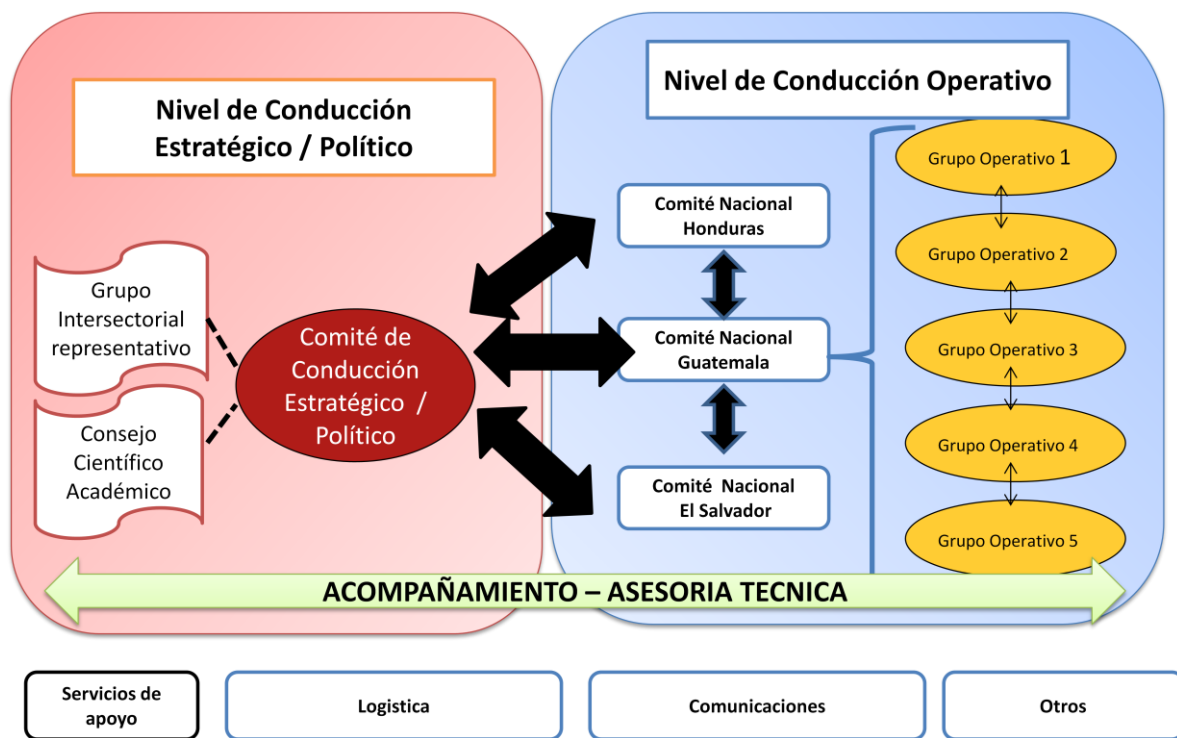 Nivel de Conducción
Estratégico / Político
Nivel de Conducción Operativo
Grupo
Intersectorial
representativo
Consejo
Científico
Académico
Comité de
Conducción
Estratégico /
Político
Comité Nacional
Honduras
Comité Nacional
Guatemala
Comité Nacional
El Salvador
Grupo Operativo 1
Grupo Operativo 2
Grupo Operativo 3
Grupo Operativo 4
Grupo Operativo 5
ACOMPAÑAMIENTO – ASESORIA TECNICA
Servicios de
apoyo
Logistica
Comunicaciones
Otros